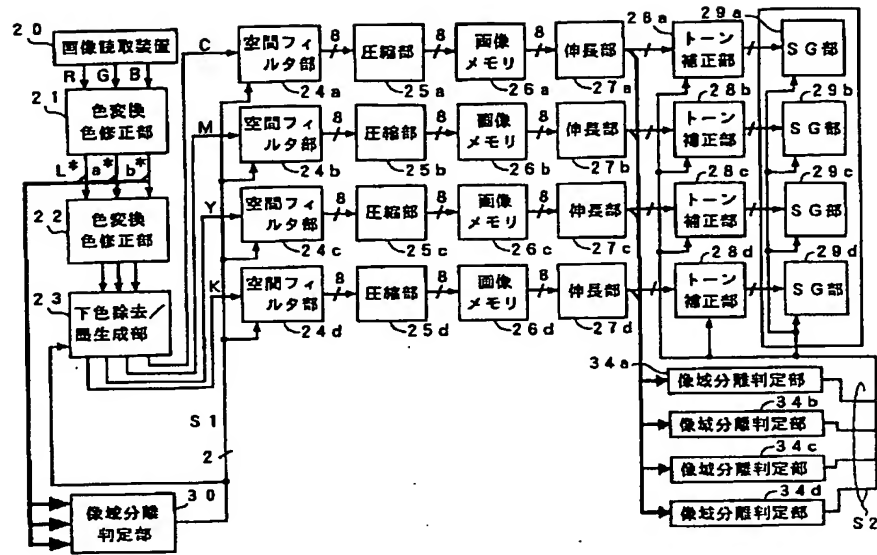 20
画像読取装置
R G B
21
色変換
色修正部
L* a* b*
22
色変換
色修正部
23
下色除去／
墨生成部
C
空間フィ
ルタ部
24a
8
圧縮部
25a
8
画像
メモリ
26a
8
伸長部
27a
28a
トーン
補正部
29a
SG部
M
空間フィ
ルタ部
24b
8
圧縮部
25b
8
画像
メモリ
26b
8
伸長部
27b
28b
トーン
補正部
29b
SG部
Y
空間フィ
ルタ部
24c
8
圧縮部
25c
8
画像
メモリ
26c
8
伸長部
27c
28c
トーン
補正部
29c
SG部
K
空間フィ
ルタ部
24d
8
圧縮部
25d
8
画像
メモリ
26d
8
伸長部
27d
28d
トーン
補正部
29d
SG部
S1
2
30
像域分離
判定部
34a
像域分離判定部
34b
像域分離判定部
34c
像域分離判定部
34d
像域分離判定部
S2